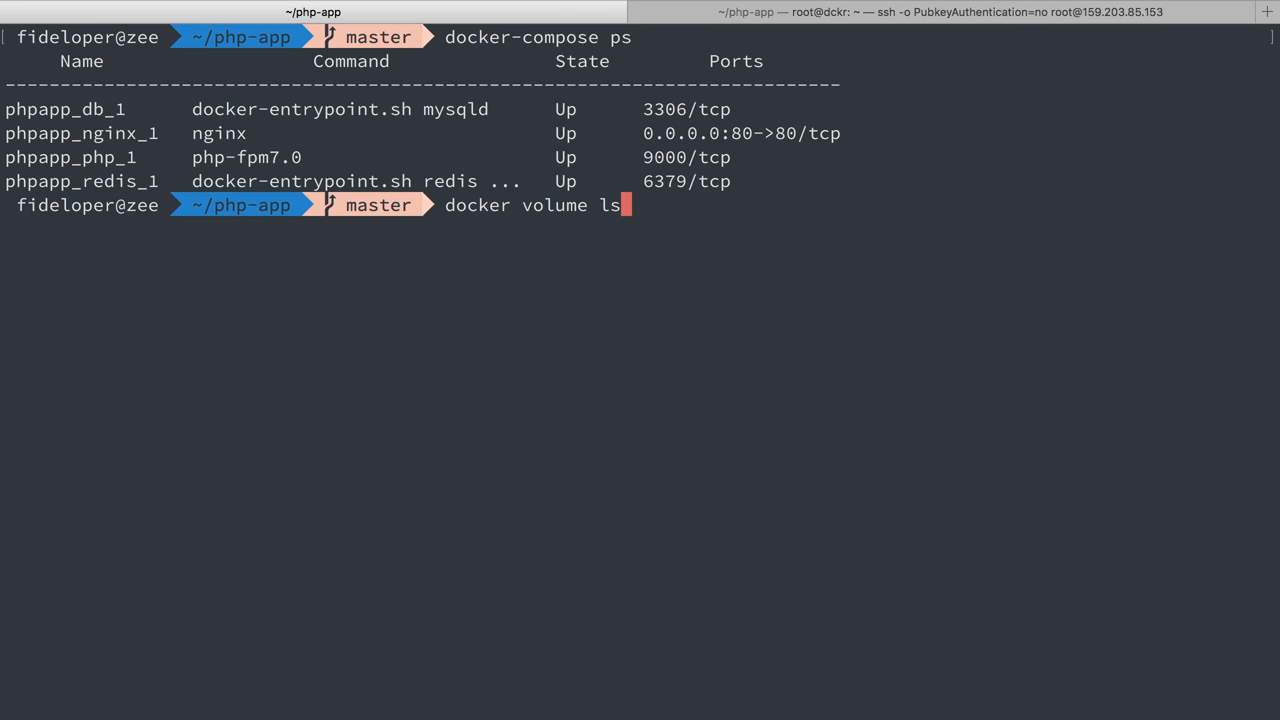 ~/php-app
~/php-app — root@dckr: ~ — ssh -o PubkeyAuthentication=no root@159.203.85.153
[ fideloper@zee ~/php-app master docker-compose ps ]
Name Command State Ports
-----------------------------------------------------------------------------
phpapp_db_1 docker-entrypoint.sh mysqld Up 3306/tcp
phpapp_nginx_1 nginx Up 0.0.0.0:80->80/tcp
phpapp_php_1 php-fpm7.0 Up 9000/tcp
phpapp_redis_1 docker-entrypoint.sh redis ... Up 6379/tcp
fideloper@zee ~/php-app master docker volume ls